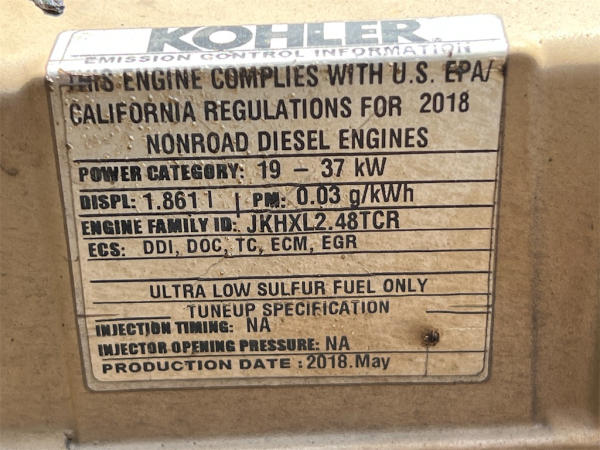 KOHLER®
EMISSION CONTROL INFORMATION
THIS ENGINE COMPLIES WITH U.S. EPA/
CALIFORNIA REGULATIONS FOR 2018
NONROAD DIESEL ENGINES
POWER CATEGORY: 19 – 37 kW
DISPL: 1.861 l | PM: 0.03 g/kWh
ENGINE FAMILY ID: JKHXL2.48TCR
ECS: DDI, DOC, TC, ECM, EGR
ULTRA LOW SULFUR FUEL ONLY
TUNEUP SPECIFICATION
INJECTION TIMING: NA
INJECTOR OPENING PRESSURE: NA
PRODUCTION DATE : 2018.May